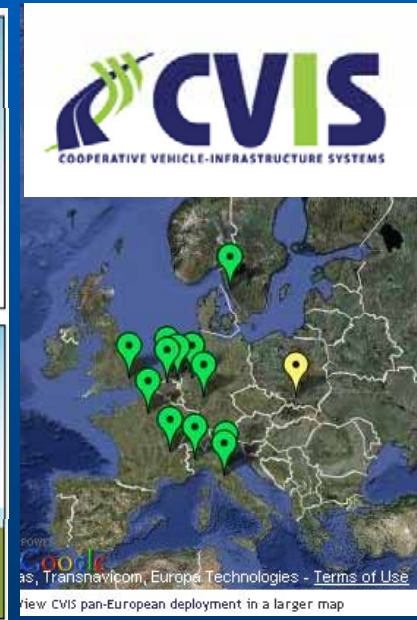 CVIS
COOPERATIVE VEHICLE-INFRASTRUCTURE SYSTEMS
POWE
Google
as, Transnavicom, Europa Technologies - Terms of Use
View CVIS pan-European deployment in a larger map